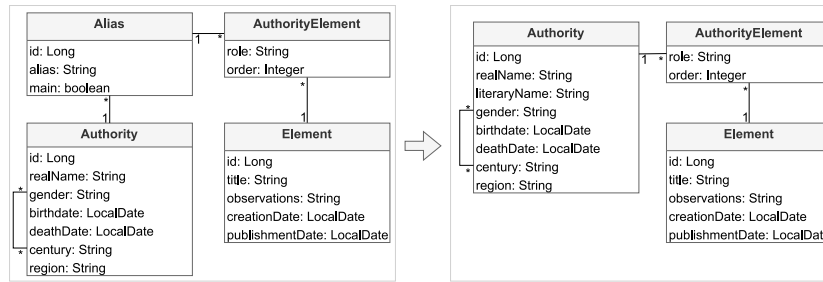 Alias
id: Long
alias: String
main: boolean
1
*
AuthorityElement
role: String
order: Integer
*
1
*
1
Authority
id: Long
realName: String
gender: String
birthdate: LocalDate
deathDate: LocalDate
century: String
region: String
*
*
Element
id: Long
title: String
observations: String
creationDate: LocalDate
publishmentDate: LocalDate
Authority
id: Long
realName: String
literaryName: String
gender: String
birthdate: LocalDate
deathDate: LocalDate
century: String
region: String
*
*
1
*
AuthorityElement
role: String
order: Integer
*
1
Element
id: Long
title: String
observations: String
creationDate: LocalDate
publishmentDate: LocalDat